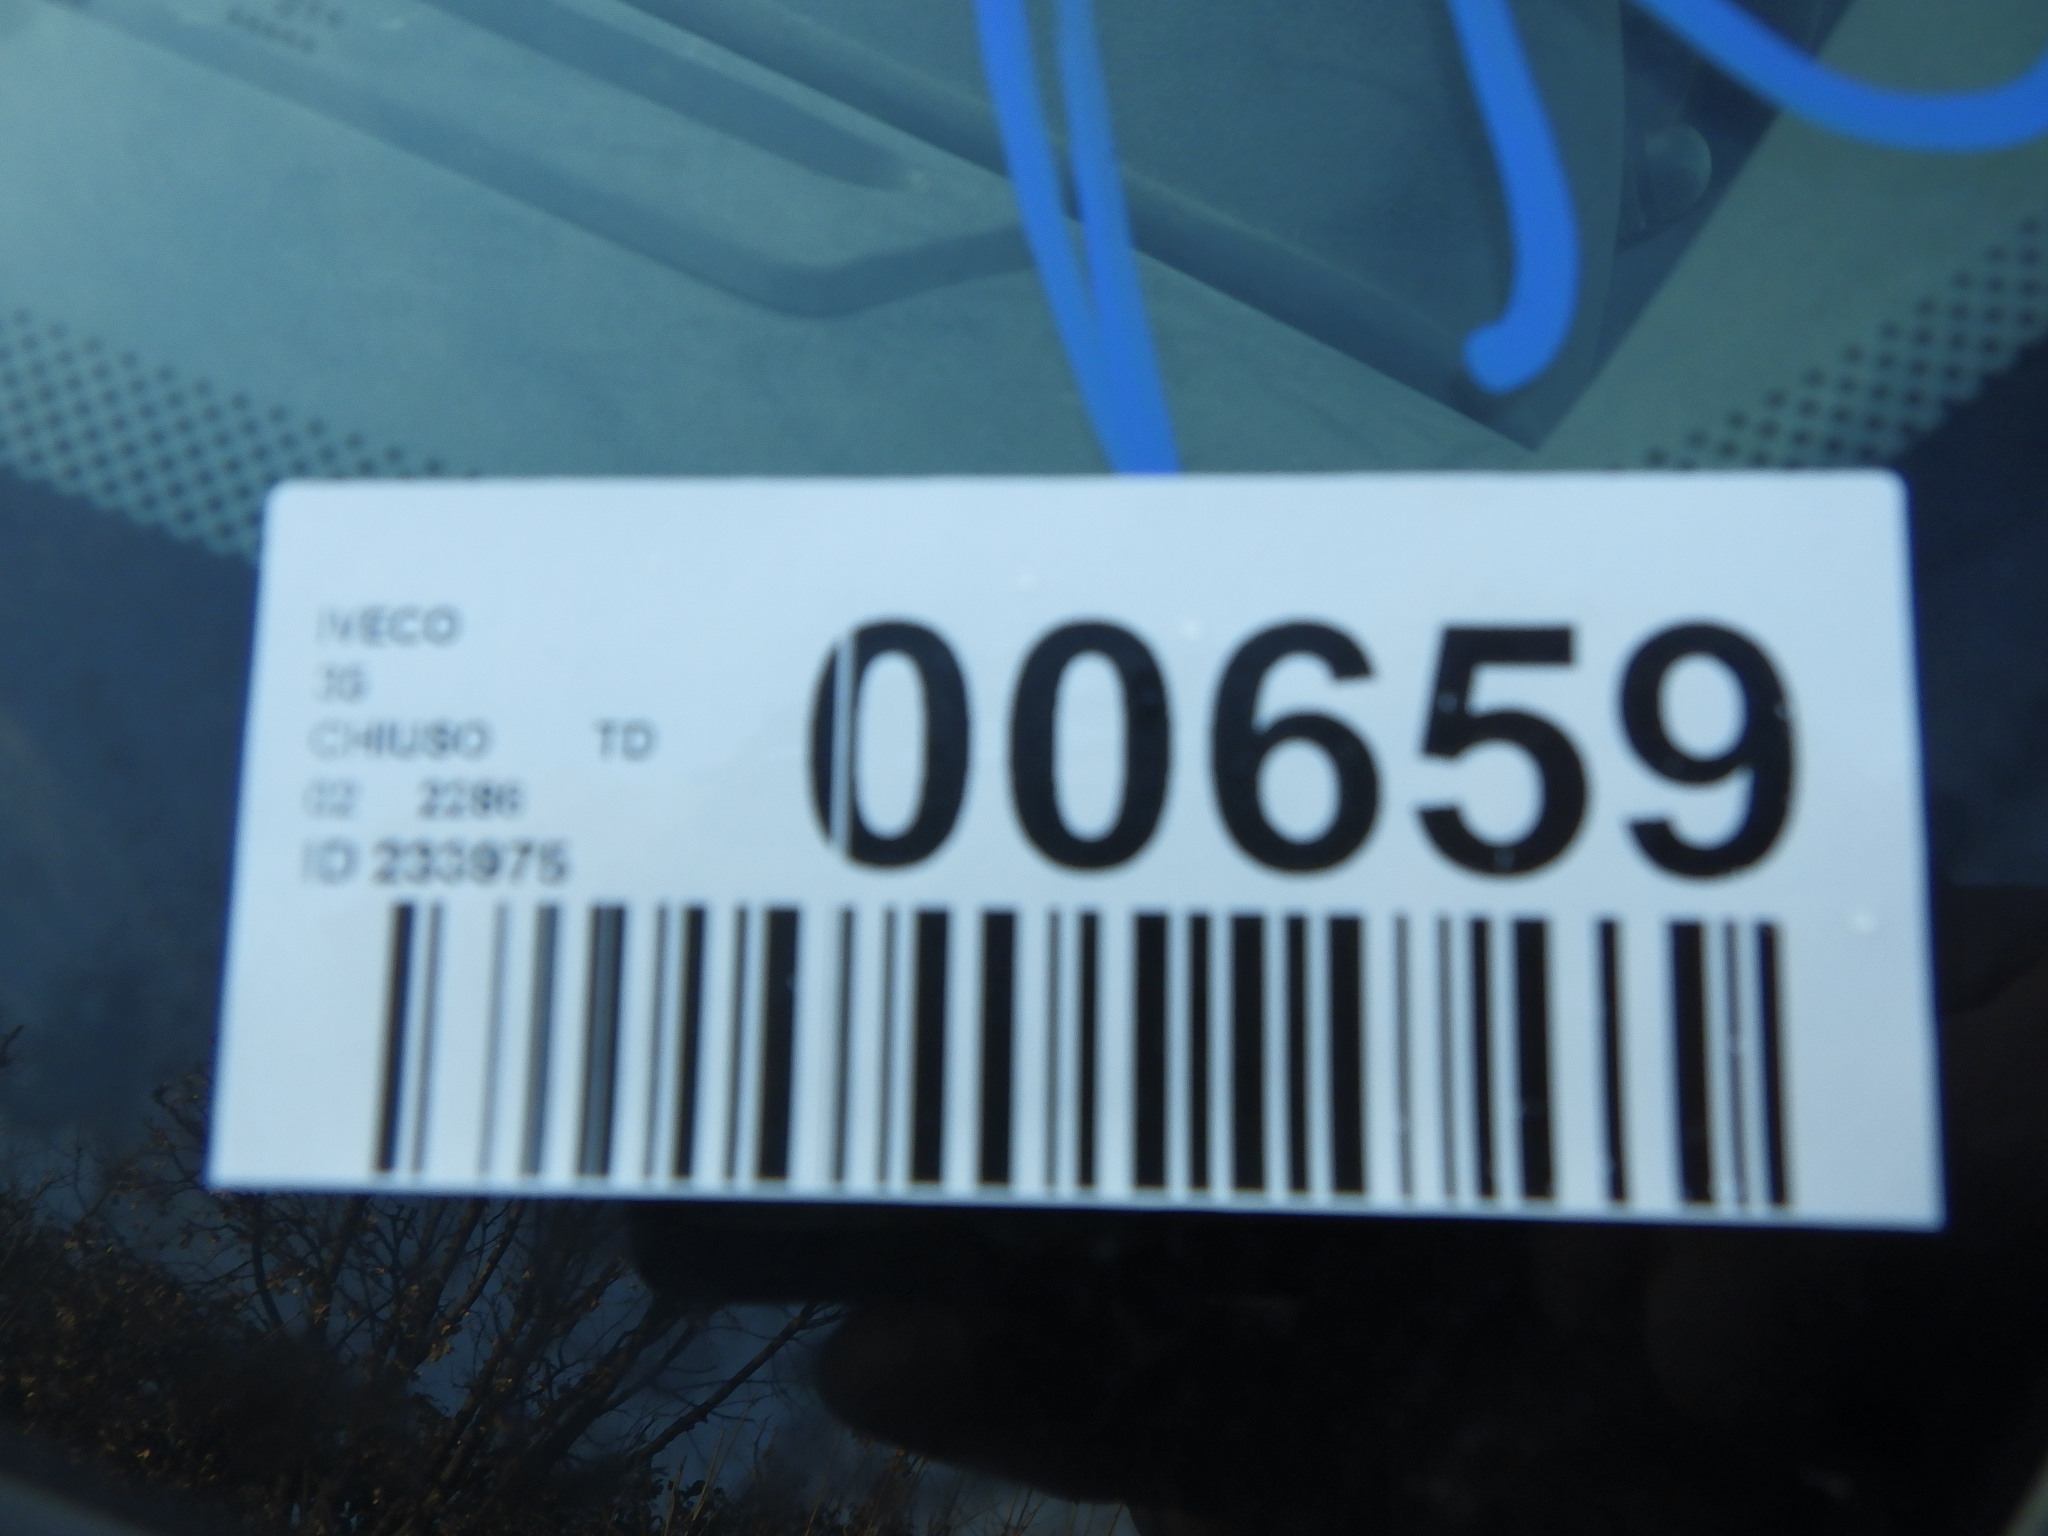 IVECO
35
CHIUSO TD
02 2286
ID 233975
00659